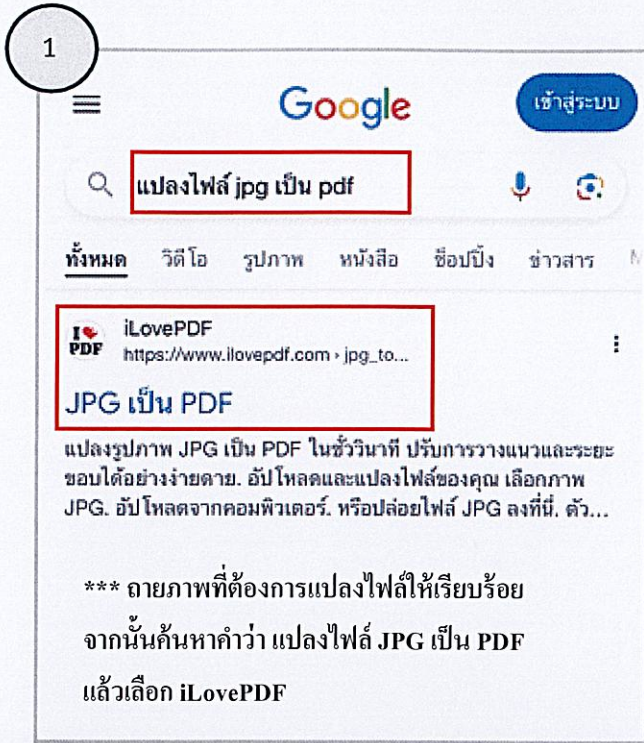 1
Google
เข้าสู่ระบบ
แปลงไฟล์ jpg เป็น pdf
ทั้งหมด วิดีโอ รูปภาพ หนังสือ ช็อปปิ้ง ข่าวสาร
I PDF
iLovePDF
https://www.ilovepdf.com › jpg_to...
JPG เป็น PDF
แปลงรูปภาพ JPG เป็น PDF ในชั่ววินาที ปรับการวางแนวและระยะ
ขอบได้อย่างง่ายดาย. อัปโหลดและแปลงไฟล์ของคุณ เลือกภาพ
JPG. อัปโหลดจากคอมพิวเตอร์. หรือปล่อยไฟล์ JPG ลงที่นี่. ตัว...
*** ถายภาพที่ต้องการแปลงไฟล์ให้เรียบร้อย
จากนั้นค้นหาคำว่า แปลงไฟล์ JPG เป็น PDF
แล้วเลือก iLovePDF